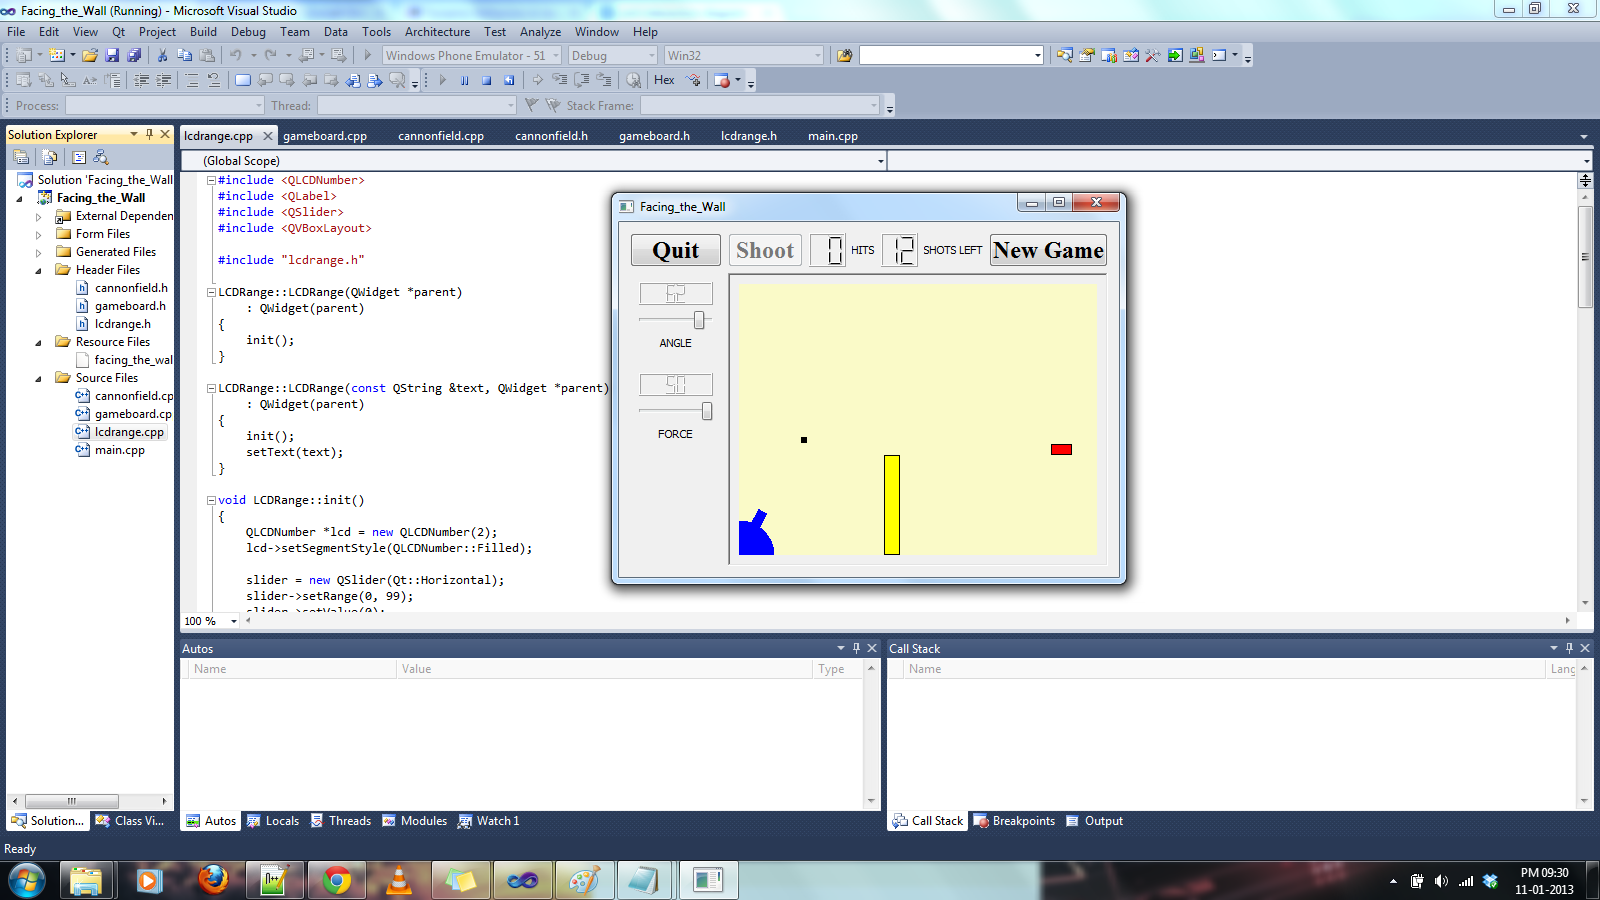 Facing_the_Wall (Running) - Microsoft Visual Studio
File Edit View Qt Project Build Debug Team Data Tools Architecture Test Analyze Window Help
Windows Phone Emulator - 51 Debug Win32
Hex
Process: Thread: Stack Frame:
Solution Explorer
lcdrange.cpp gameboard.cpp cannonfield.cpp cannonfield.h gameboard.h lcdrange.h main.cpp
(Global Scope)
Solution 'Facing_the_Wall
Facing_the_Wall
External Depender
Form Files
Generated Files
Header Files
cannonfield.h
gameboard.h
lcdrange.h
Resource Files
facing_the_wal
Source Files
cannonfield.cp
gameboard.cp
lcdrange.cpp
main.cpp
#include <QLCDNumber>
#include <QLabel>
#include <QSlider>
#include <QVBoxLayout>
#include "lcdrange.h"
LCDRange::LCDRange(QWidget *parent)
: QWidget(parent)
{
init();
}
LCDRange::LCDRange(const QString &text, QWidget *parent)
: QWidget(parent)
{
init();
setText(text);
}
void LCDRange::init()
{
QLCDNumber *lcd = new QLCDNumber(2);
lcd->setSegmentStyle(QLCDNumber::Filled);
slider = new QSlider(Qt::Horizontal);
slider->setRange(0, 99);
slider->setValue(0);
100 %
Facing_the_Wall
Quit Shoot 0 HITS 12 SHOTS LEFT New Game
62
ANGLE
50
FORCE
Autos
Name Value Type
Call Stack
Name Lang
Solution... Class Vi...
Autos Locals Threads Modules Watch 1
Call Stack Breakpoints Output
Ready
PM 09:30
11-01-2013